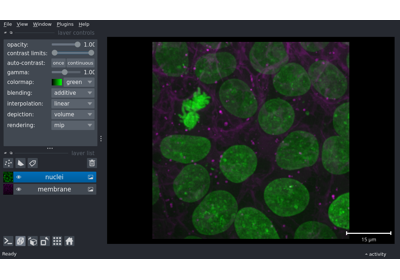 File View Window Plugins Help
layer controls
opacity: 1.00
contrast limits:
auto-contrast: once continuous
gamma: 1.00
colormap: green
blending: additive
interpolation: linear
depiction: volume
rendering: mip
layer list
nuclei
membrane
15 μm
Ready
activity